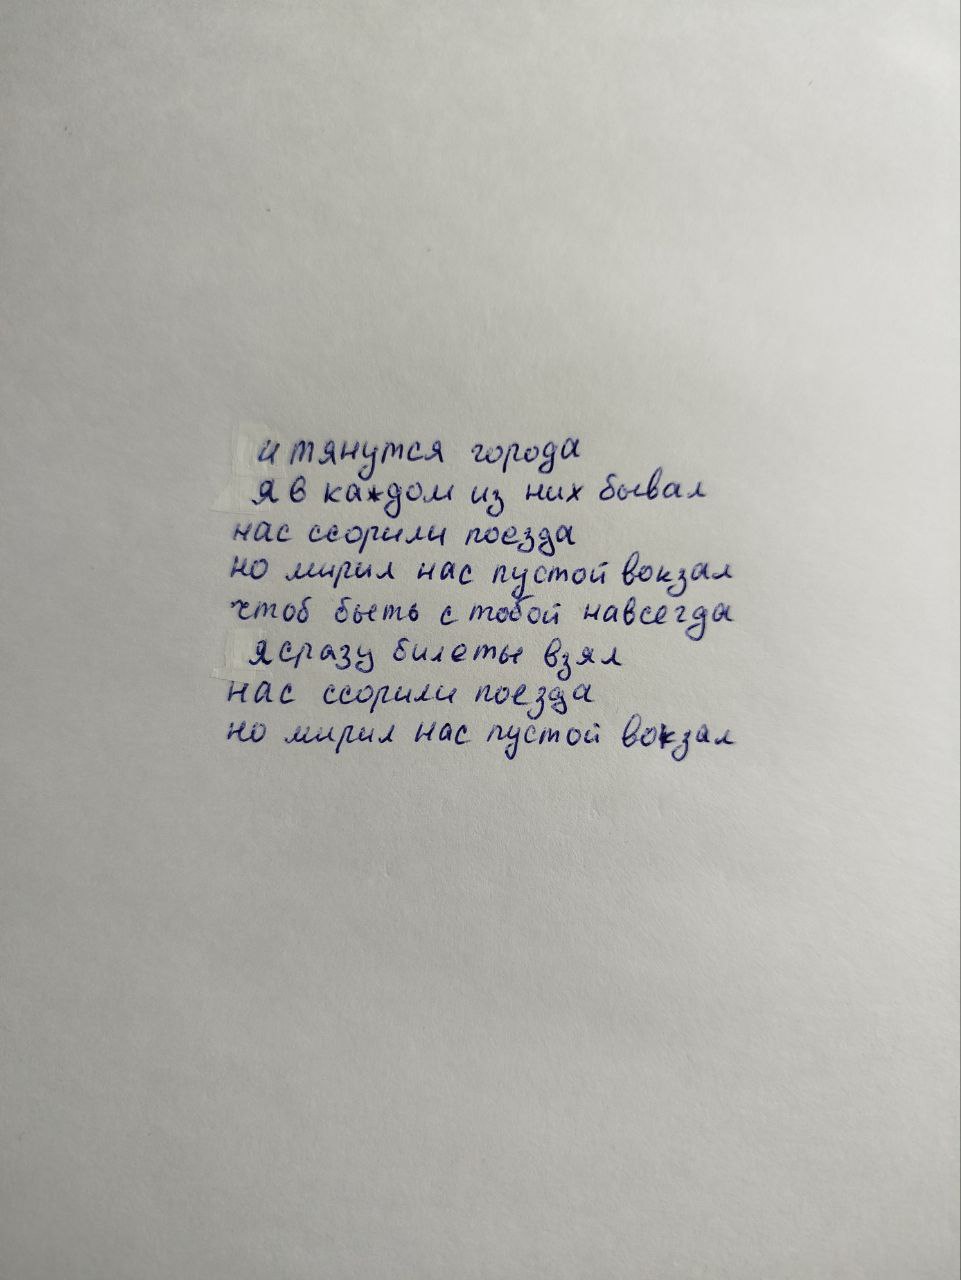 и тянутся города
я в каждом из них бывал
нас ссорили поезда
но мирил нас пустой вокзал
чтоб быть с тобой навсегда
я сразу билеты взял
нас ссорили поезда
но мирил нас пустой вокзал